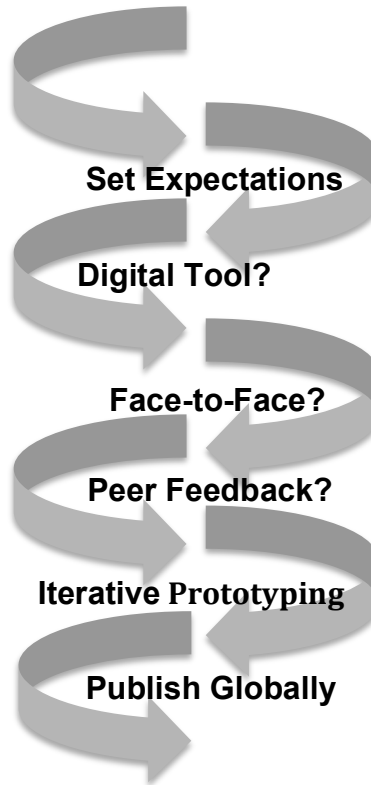 Set Expectations
Digital Tool?
Face-to-Face?
Peer Feedback?
Iterative Prototyping
Publish Globally